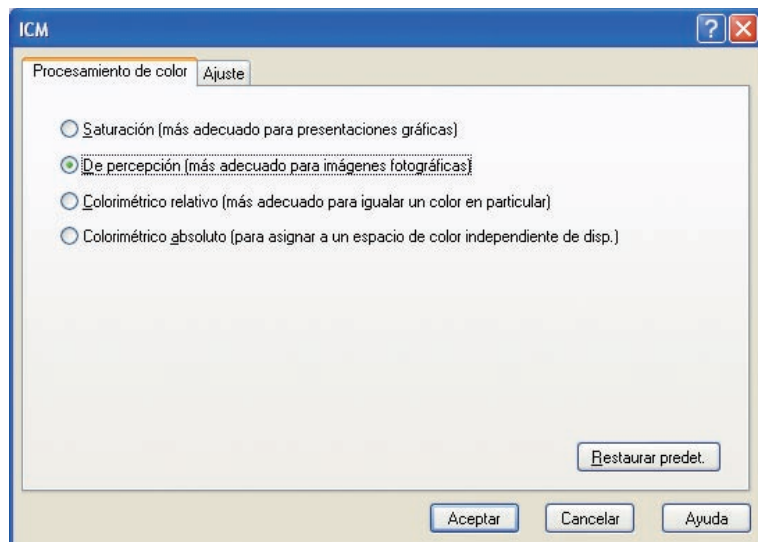 ICM
Procesamiento de color
Ajuste
Saturación (más adecuado para presentaciones gráficas)
De percepción (más adecuado para imágenes fotográficas)
Colorimétrico relativo (más adecuado para igualar un color en particular)
Colorimétrico absoluto (para asignar a un espacio de color independiente de disp.)
Restaurar predet.
Aceptar
Cancelar
Ayuda